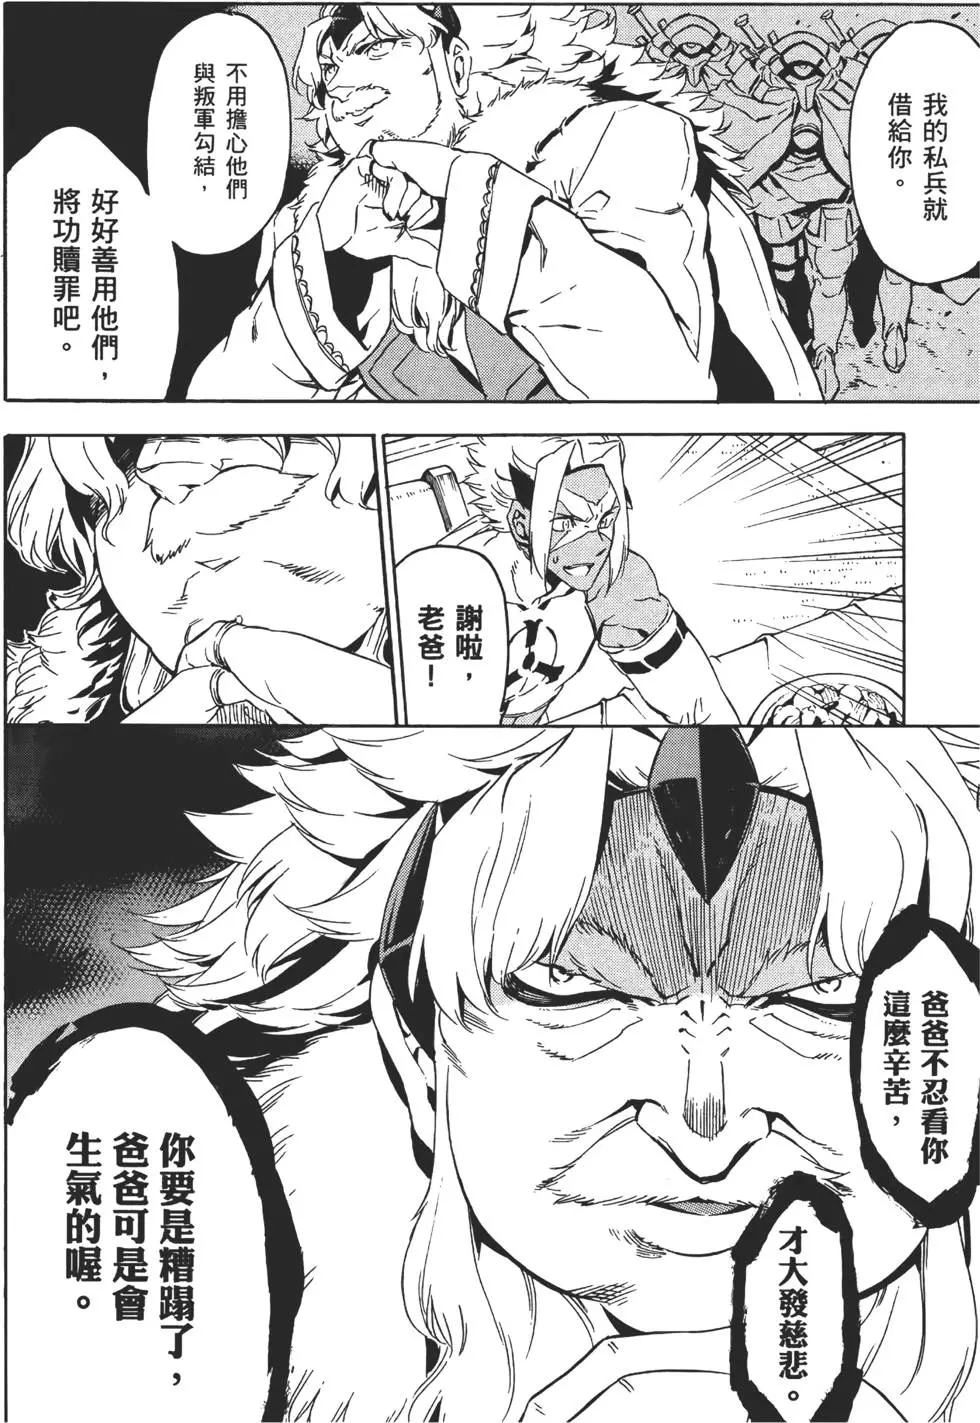 我的私兵就
借給你。
不用擔心他們
與叛軍勾結，
好好善用他們，
將功贖罪吧。
謝啦，
老爸！
爸爸不忍看你
這麼辛苦，
才大發慈悲。
你要是糟蹋了，
爸爸可是會
生氣的喔。